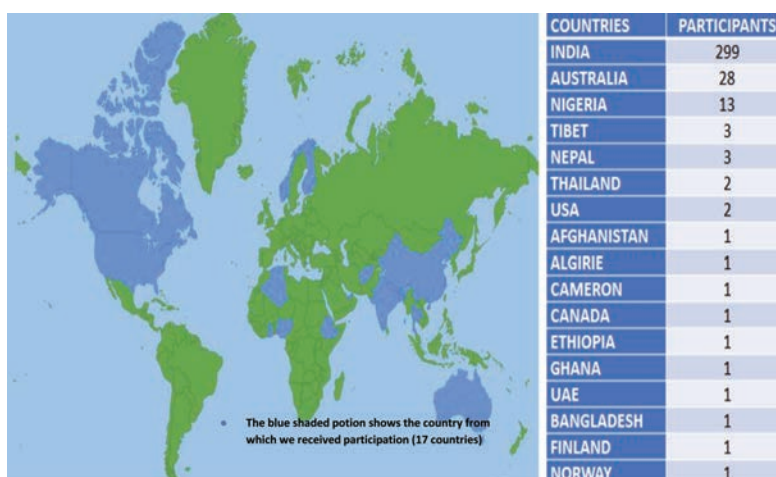 COUNTRIES PARTICIPANTS
INDIA 299
AUSTRALIA 28
NIGERIA 13
TIBET 3
NEPAL 3
THAILAND 2
USA 2
AFGHANISTAN 1
ALGIRIE 1
CAMERON 1
CANADA 1
ETHIOPIA 1
GHANA 1
UAE 1
BANGLADESH 1
FINLAND 1
NORWAY 1
The blue shaded potion shows the country from
which we received participation (17 countries)